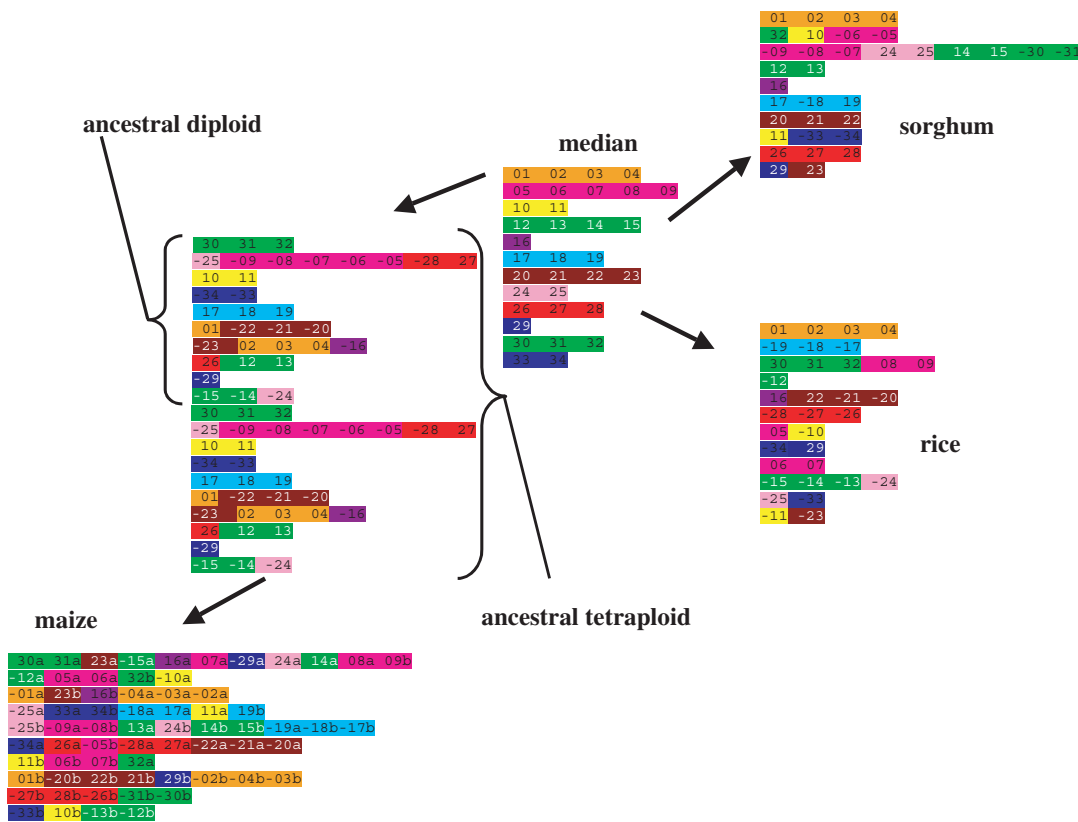 ancestral diploid
30 31 32
-25 -09 -08 -07 -06 -05 -28 27
10 11
-34 -33
17 18 19
01 -22 -21 -20
-23 02 03 04 -16
26 12 13
-29
-15 -14 -24
30 31 32
-25 -09 -08 -07 -06 -05 -28 27
10 11
-34 -33
17 18 19
01 -22 -21 -20
-23 02 03 04 -16
26 12 13
-29
-15 -14 -24
median
01 02 03 04
05 06 07 08 09
10 11
12 13 14 15
16
17 18 19
20 21 22 23
24 25
26 27 28
29
30 31 32
33 34
01 02 03 04
32 10 -06 -05
-09 -08 -07 24 25 14 15 -30 -31
12 13
16
17 -18 19
20 21 22
11 -33 -34
26 27 28
29 23
sorghum
01 02 03 04
-19 -18 -17
30 31 32 08 09
-12
16 22 -21 -20
-28 -27 -26
05 -10
-34 29
06 07
-15 -14 -13 -24
-25 -33
-11 -23
rice
ancestral tetraploid
maize
30a 31a 23a -15a 16a 07a -29a 24a 14a 08a 09b
-12a 05a 06a 32b -10a
-01a 23b 16b -04a -03a -02a
-25a 33a 34b -18a 17a 11a 19b
-25b -09a -08b 13a 24b 14b 15b -19a -18b -17b
-34a 26a -05b -28a 27a -22a -21a -20a
11b 06b 07b 32a
01b -20b 22b 21b 29b -02b -04b -03b
-27b 28b -26b -31b -30b
-33b 10b -13b -12b